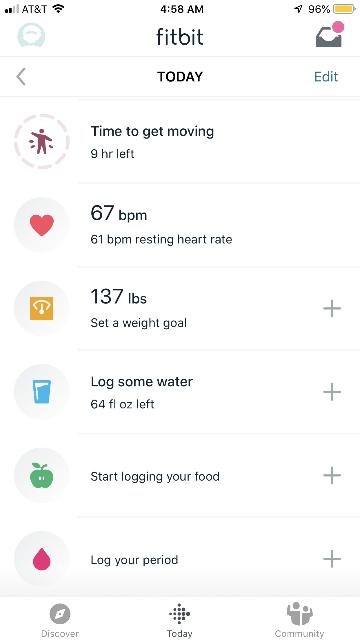 AT&T 4:58 AM 96%
fitbit
TODAY Edit
Time to get moving
9 hr left
67 bpm
61 bpm resting heart rate
137 lbs
Set a weight goal
Log some water
64 fl oz left
Start logging your food
Log your period
Discover Today Community